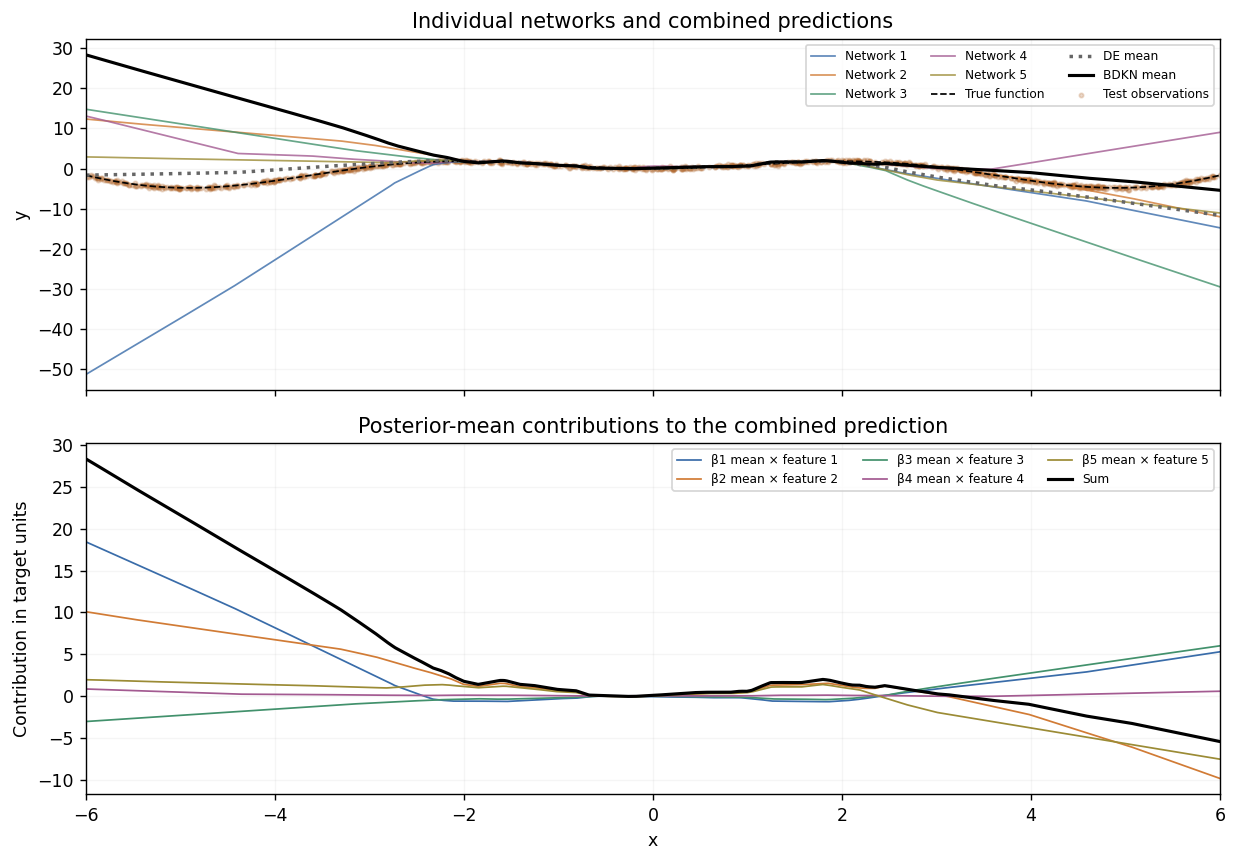 Individual networks and combined predictions
30
20
10
0
−10
−20
−30
−40
−50
y
Network 1
Network 2
Network 3
Network 4
Network 5
True function
DE mean
BDKN mean
Test observations
Posterior-mean contributions to the combined prediction
30
25
20
15
10
5
0
−5
−10
Contribution in target units
β1 mean × feature 1
β2 mean × feature 2
β3 mean × feature 3
β4 mean × feature 4
β5 mean × feature 5
Sum
−6
−4
−2
0
2
4
6
x